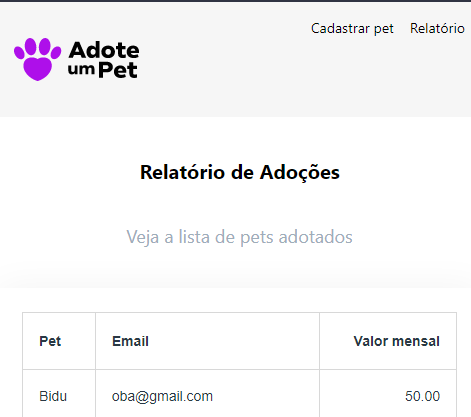 Cadastrar pet Relatório
Adote
um Pet
Relatório de Adoções
Veja a lista de pets adotados
Pet Email Valor mensal
Bidu oba@gmail.com 50.00